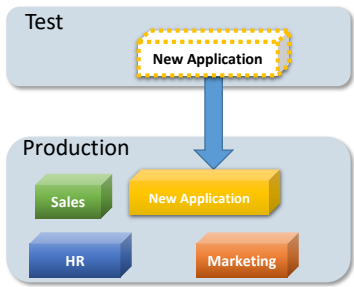 Test
New Application
Production
New Application
Sales
HR
Marketing